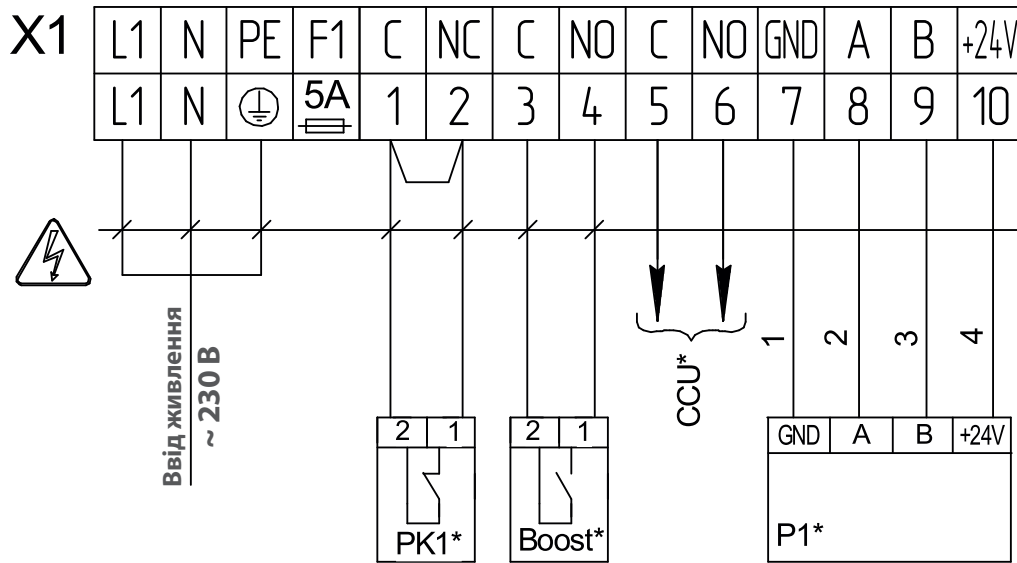 X1 L1 N PE F1 C NC C NO C NO GND A B +24V
L1 N 5A 1 2 3 4 5 6 7 8 9 10
Ввід живлення
~ 230 В
CCU*
1 2 3 4
2 1
PK1*
2 1
Boost*
GND A B +24V
P1*